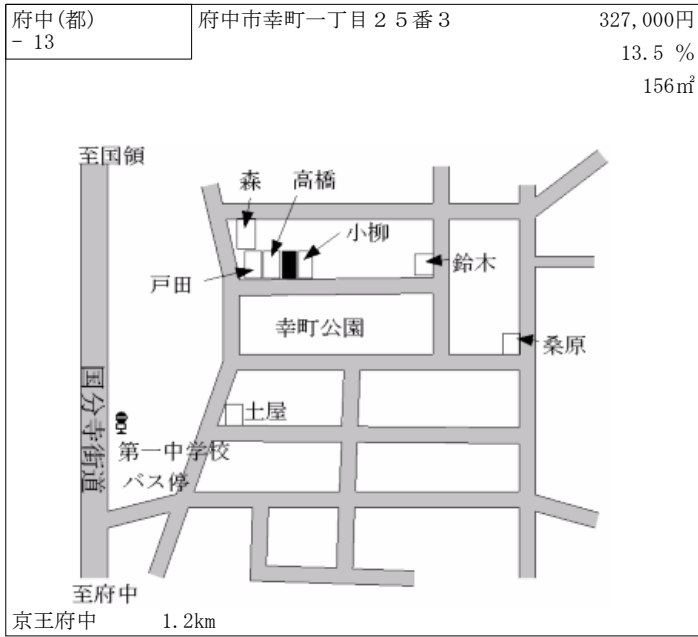 府中(都) 府中市幸町一丁目２５番３ 327,000円
- 13 13.5 %
156㎡
至国領
森 高橋
小柳
鈴木
戸田
幸町公園
桑原
国分寺街道
土屋
第一中学校
バス停
至府中
京王府中 1.2km